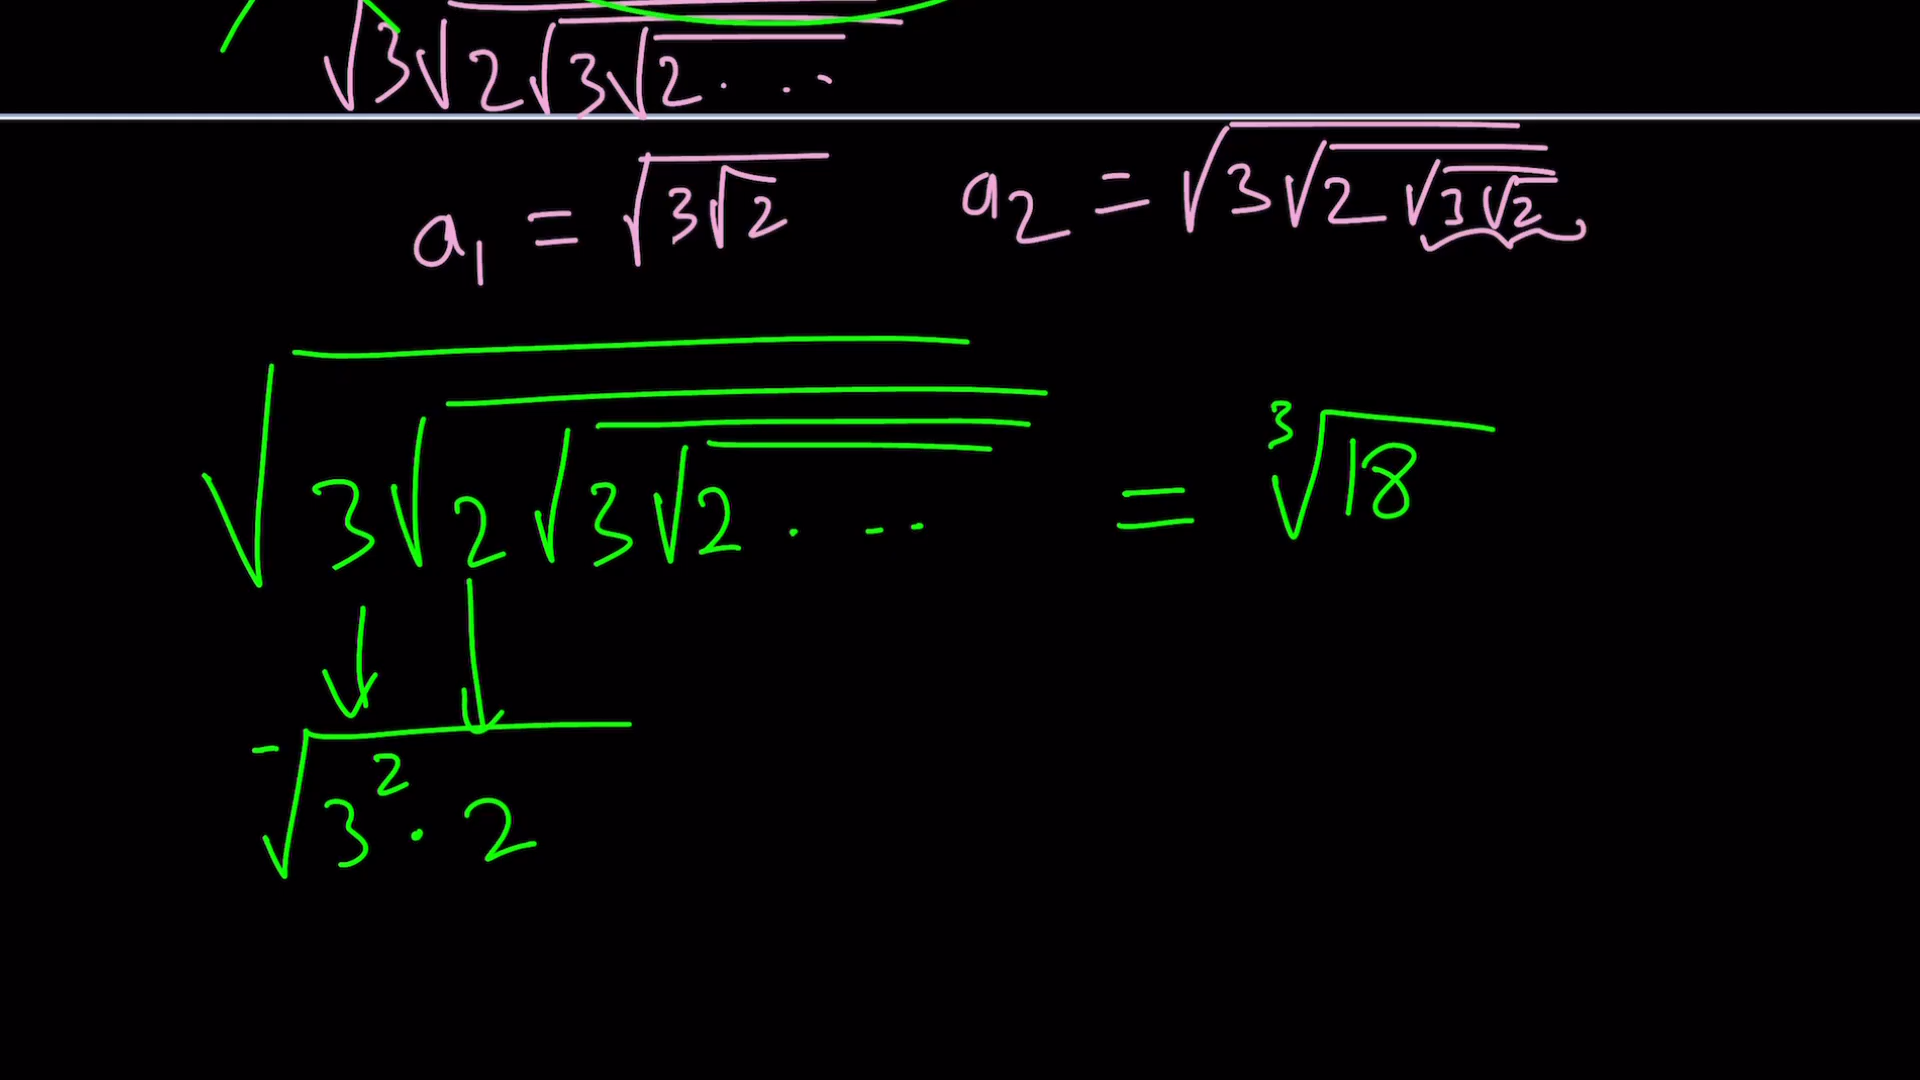 √3√2√3√2. ..
a₁ = √3√2 a₂ = √3√2√3√2
√3√2√3√2. .. = ³√18
⁻√3² · 2